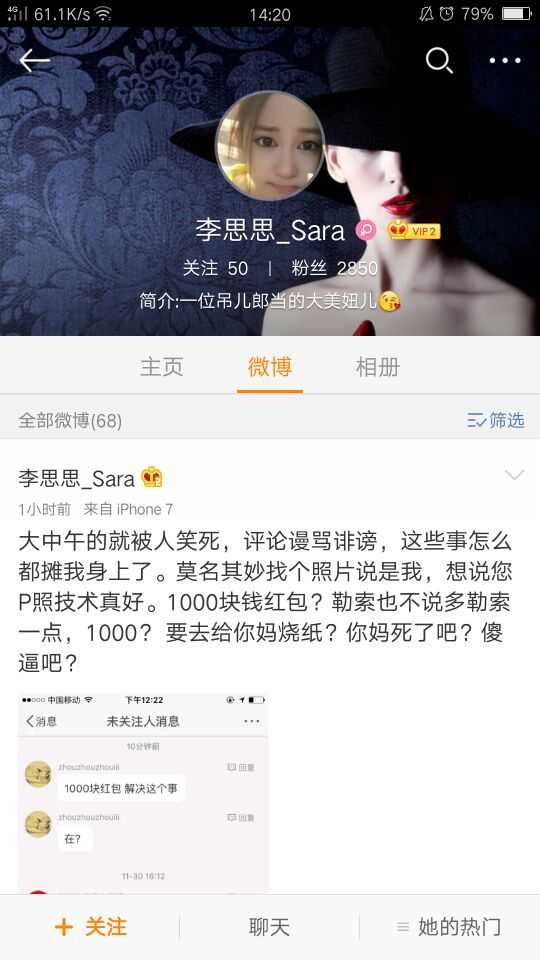 4G 61.1K/s 14:20 79%
李思思_Sara VIP2
关注 50 | 粉丝 2850
简介:一位吊儿郎当的大美妞儿
主页 微博 相册
全部微博(68) 筛选
李思思_Sara
1小时前 来自 iPhone 7
大中午的就被人笑死，评论谩骂诽谤，这些事怎么
都摊我身上了。莫名其妙找个照片说是我，想说您
P照技术真好。1000块钱红包？勒索也不说多勒索
一点，1000？ 要去给你妈烧纸？你妈死了吧？傻
逼吧？
中国移动 下午12:22
消息 未关注人消息
10分钟前
zhouzhouzhouiii 回复
1000块红包 解决这个事
zhouzhouzhouiii 回复
在?
11-30 16:12
+ 关注 聊天 她的热门